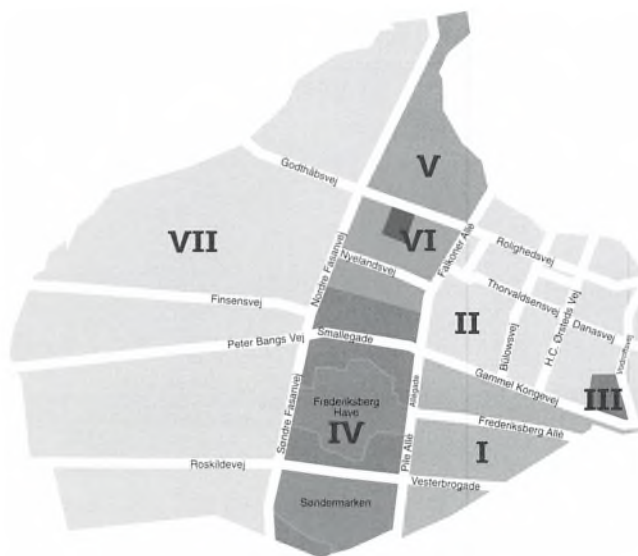 V
Godthåbsvej
VII
VI
Rolighedsvej
Falkoner Allé
Nyelandsvej
Nordre Fasanvej
Thorvaldsensvej
Finsensvej
II
H.C. Ørsteds Vej
Danasvej
Bülowsvej
Vodroffsvej
Peter Bangs Vej
Smallegade
Gammel Kongevej
III
Allégade
Frederiksberg
Have
Frederiksberg Allé
Søndre Fasanvej
IV
I
Pile Allé
Roskildevej
Vesterbrogade
Søndermarken